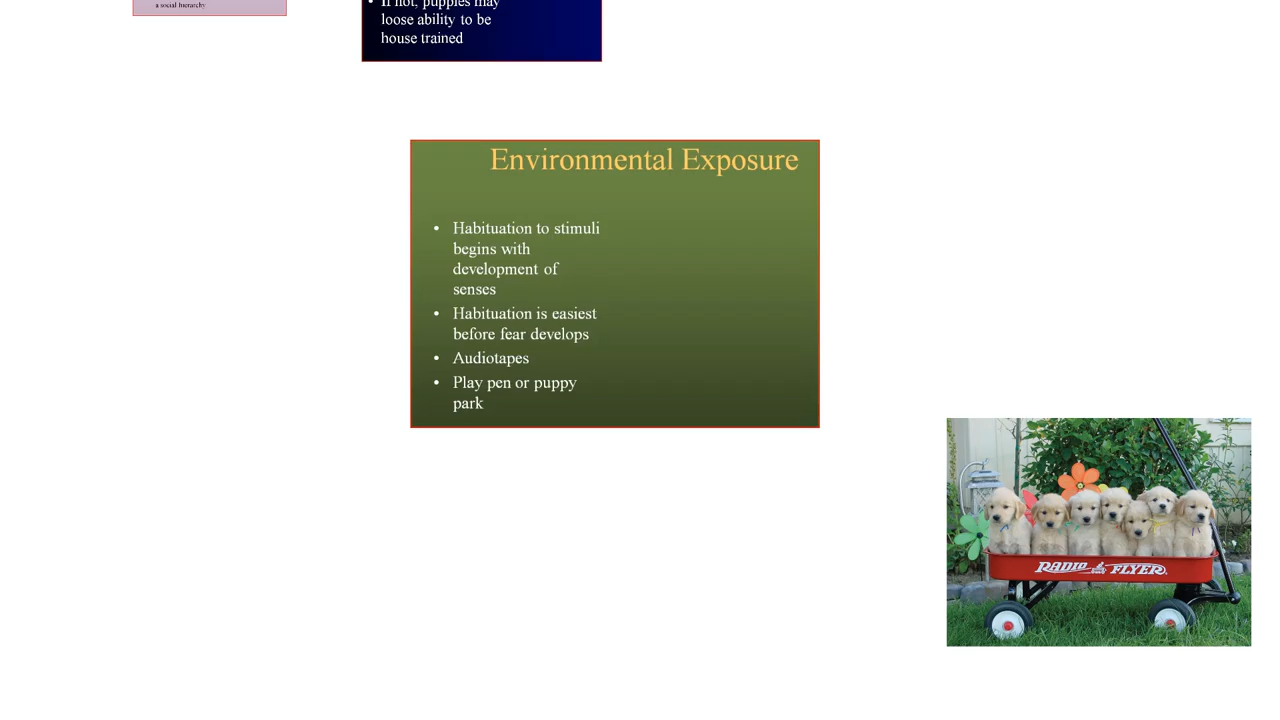 a social hierarchy
• If not, puppies may
loose ability to be
house trained
Environmental Exposure
• Habituation to stimuli
begins with
development of
senses
• Habituation is easiest
before fear develops
• Audiotapes
• Play pen or puppy
park
RADIO FLYER